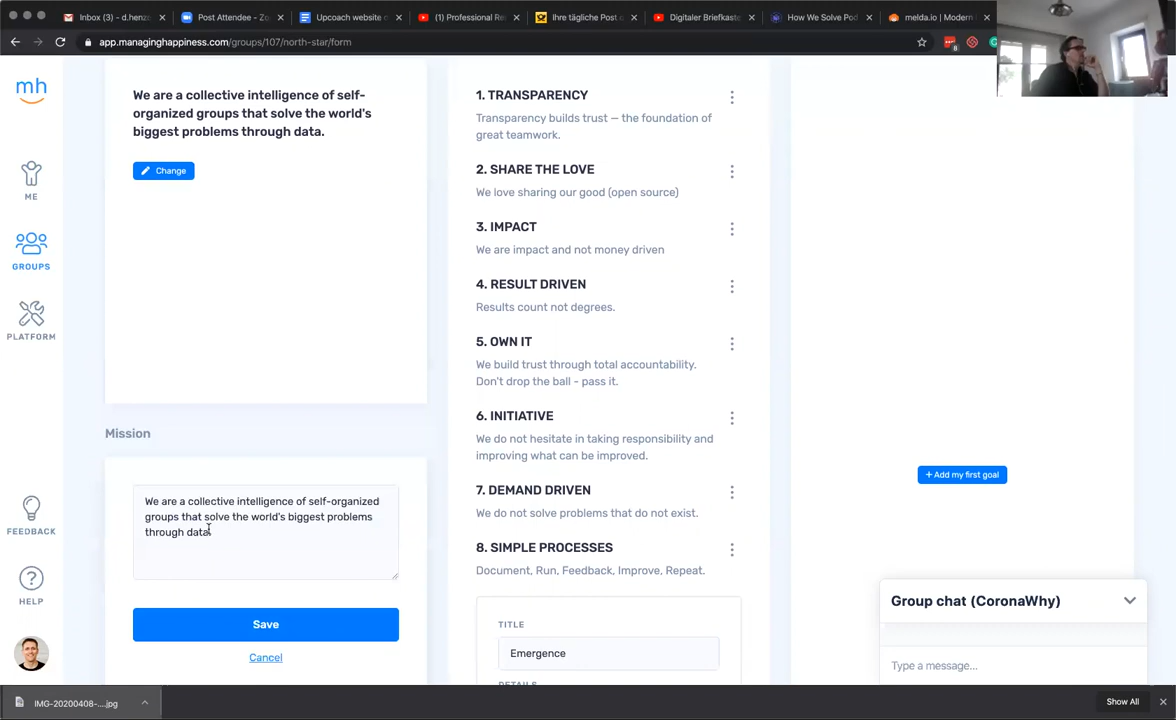 Inbox (3) - d.henz
Post Attendee - Zo
Upcoach website
(1) Professional Re
Ihre tägliche Post
Digitaler Briefkaste
How We Solve Pod
melda.io | Modern
app.managinghappiness.com/groups/107/north-star/form
8
mh
ME
GROUPS
PLATFORM
FEEDBACK
HELP
We are a collective intelligence of self-
organized groups that solve the world's
biggest problems through data.
Change
Mission
We are a collective intelligence of self-organized
groups that solve the world's biggest problems
through data.
Save
Cancel
1. TRANSPARENCY
Transparency builds trust — the foundation of
great teamwork.
2. SHARE THE LOVE
We love sharing our good (open source)
3. IMPACT
We are impact and not money driven
4. RESULT DRIVEN
Results count not degrees.
5. OWN IT
We build trust through total accountability.
Don't drop the ball - pass it.
6. INITIATIVE
We do not hesitate in taking responsibility and
improving what can be improved.
7. DEMAND DRIVEN
We do not solve problems that do not exist.
8. SIMPLE PROCESSES
Document, Run, Feedback, Improve, Repeat.
TITLE
Emergence
DETAILS
+ Add my first goal
Group chat (CoronaWhy)
Type a message...
IMG-20200408-....jpg
Show All